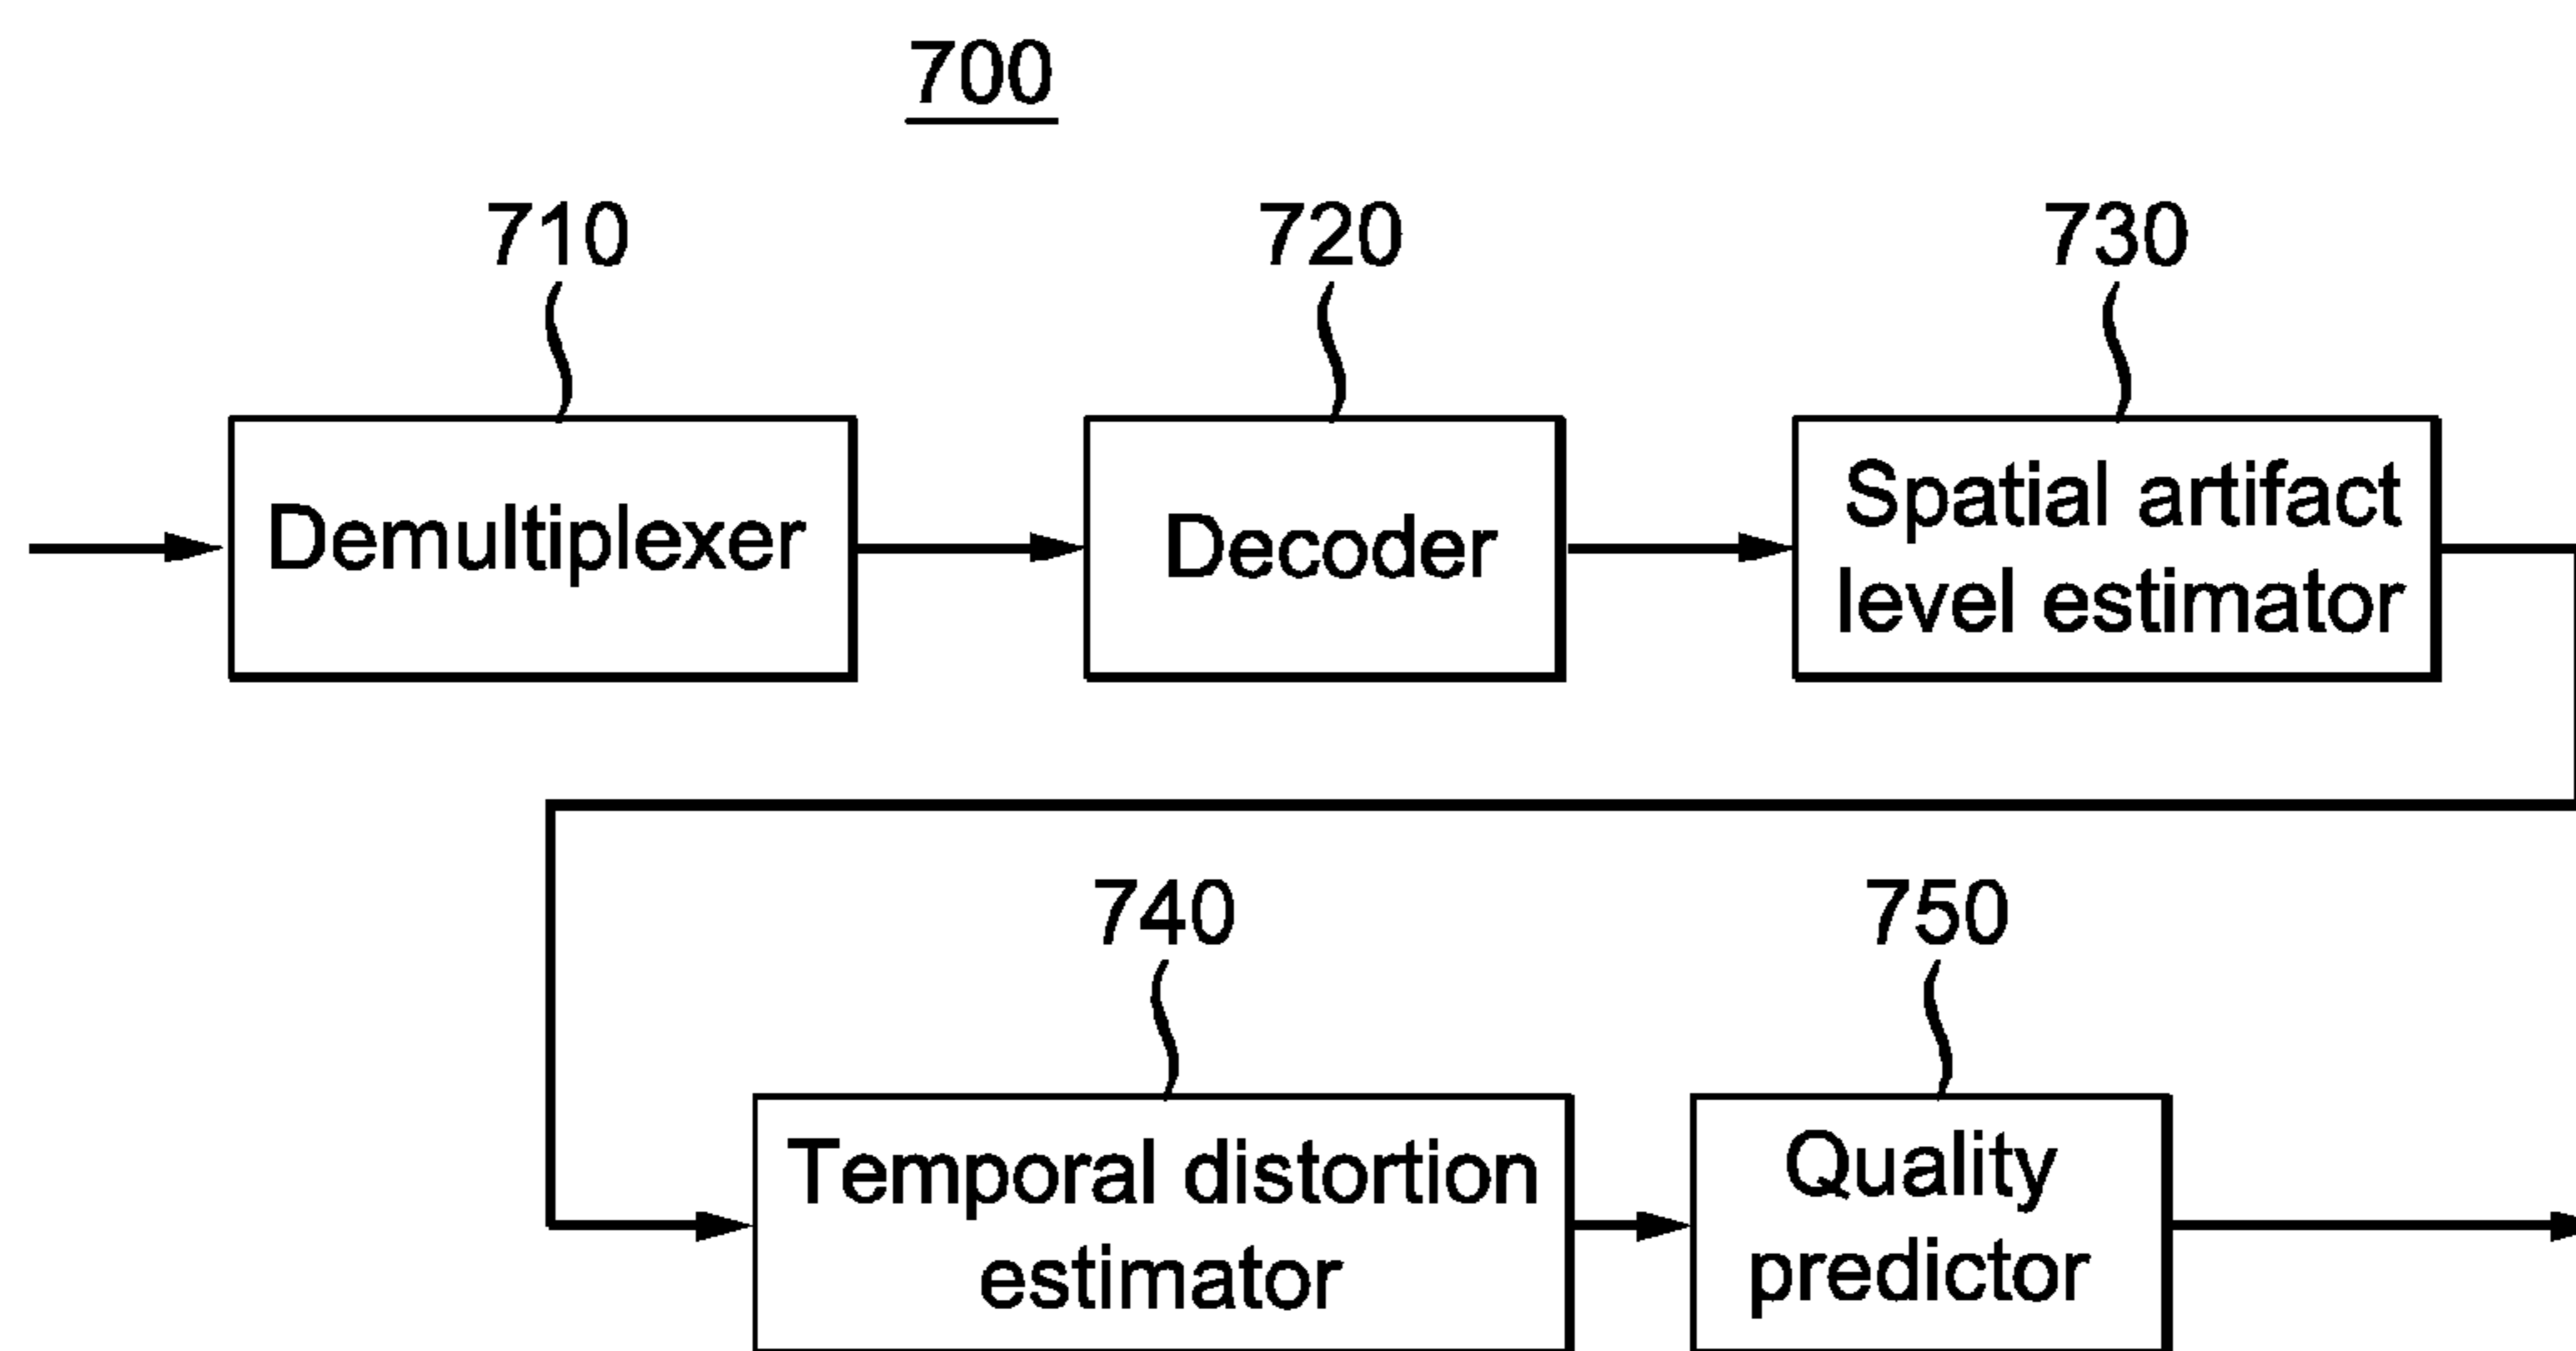 700
710
720
730
Demultiplexer
Decoder
Spatial artifact
level estimator
740
750
Temporal distortion
estimator
Quality
predictor